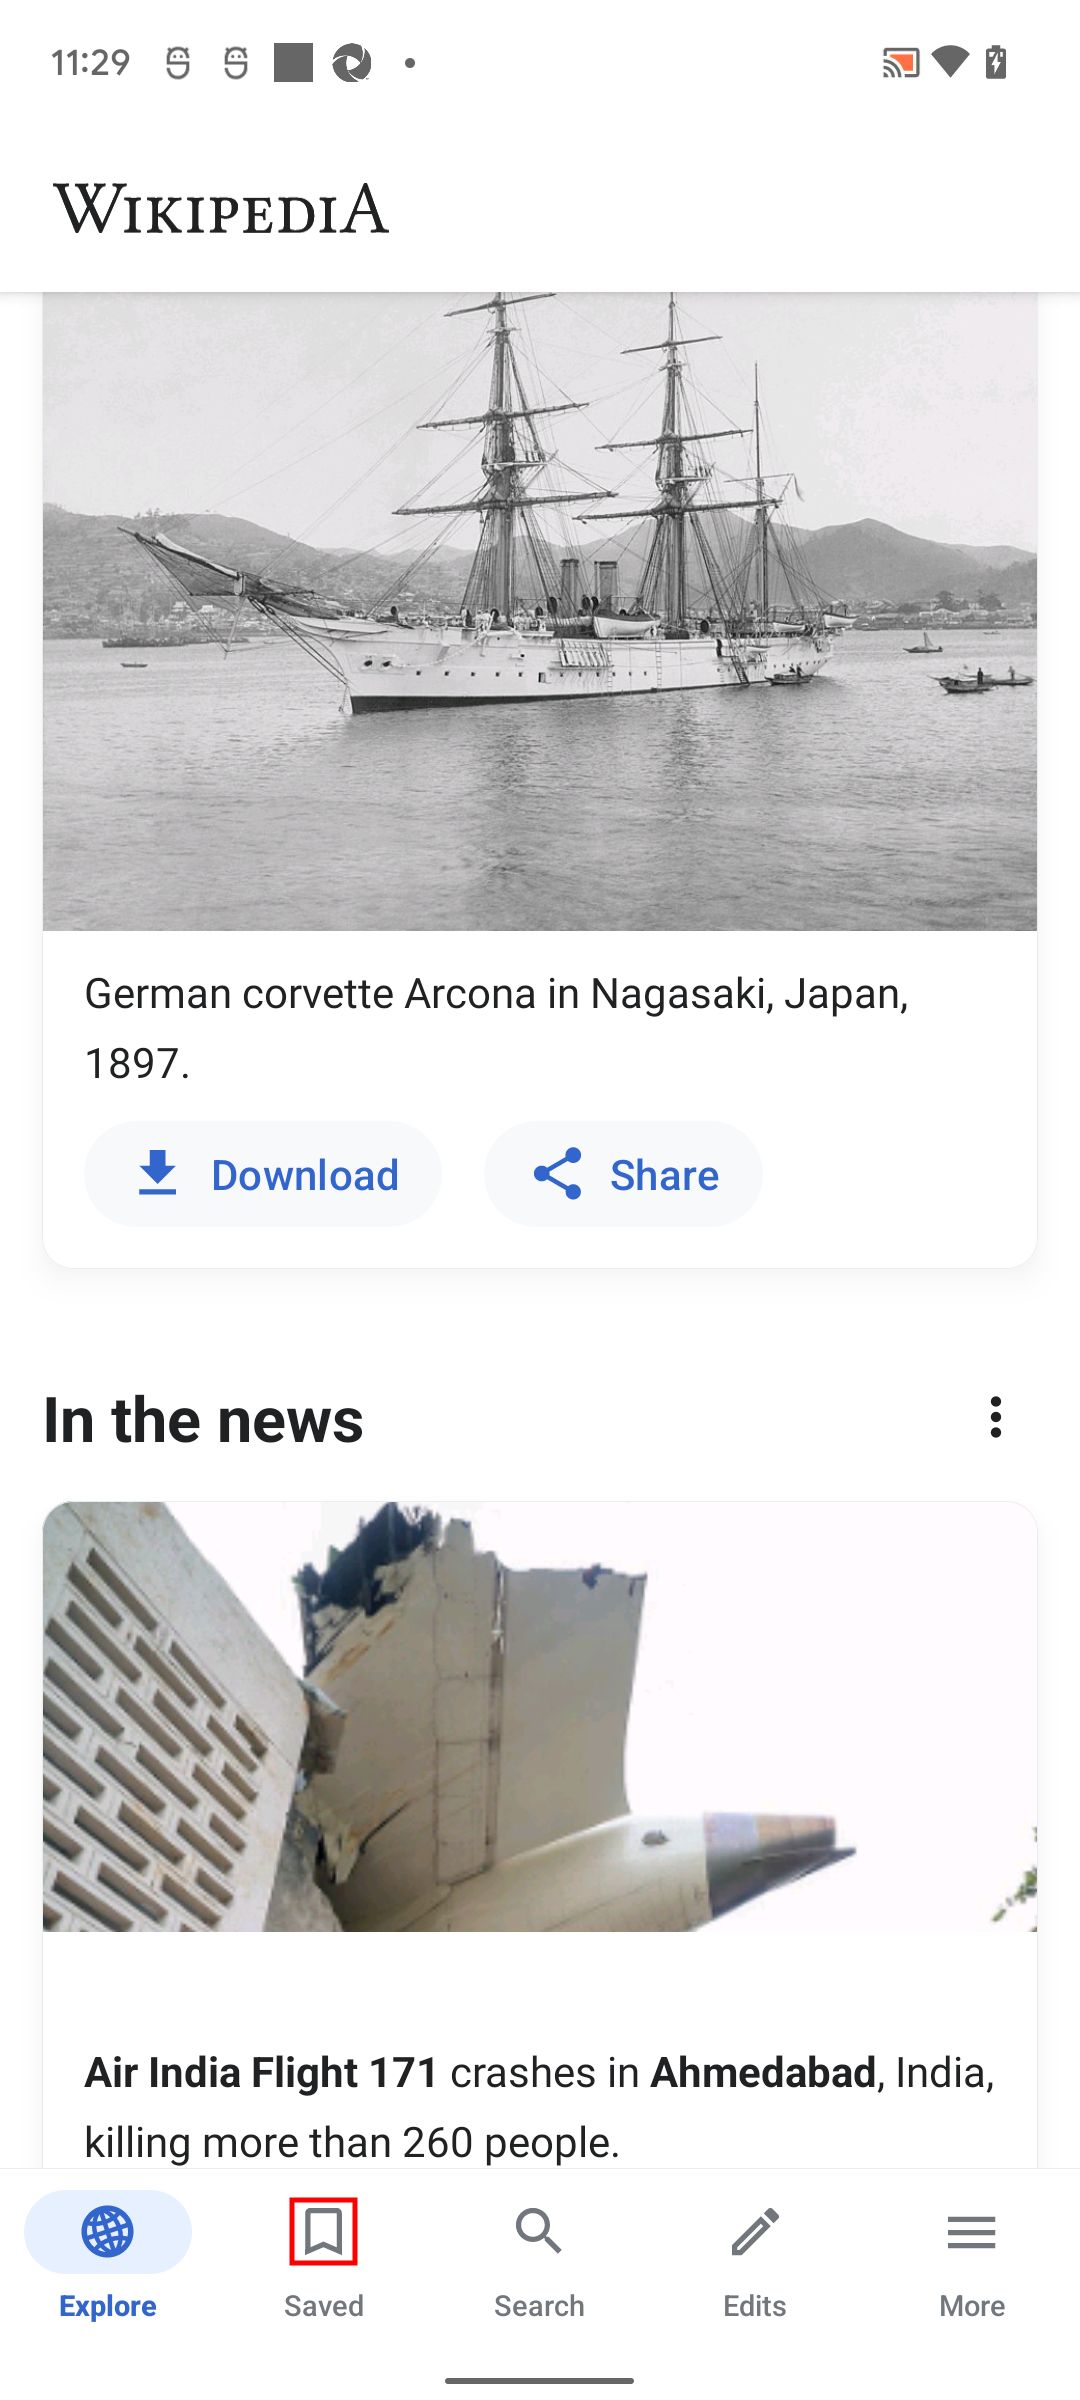 11:29
WIKIPEDIA
German corvette Arcona in Nagasaki, Japan,
1897.
Download
Share
In the news
Air India Flight 171 crashes in Ahmedabad, India,
killing more than 260 people.
Explore
Saved
Search
Edits
More